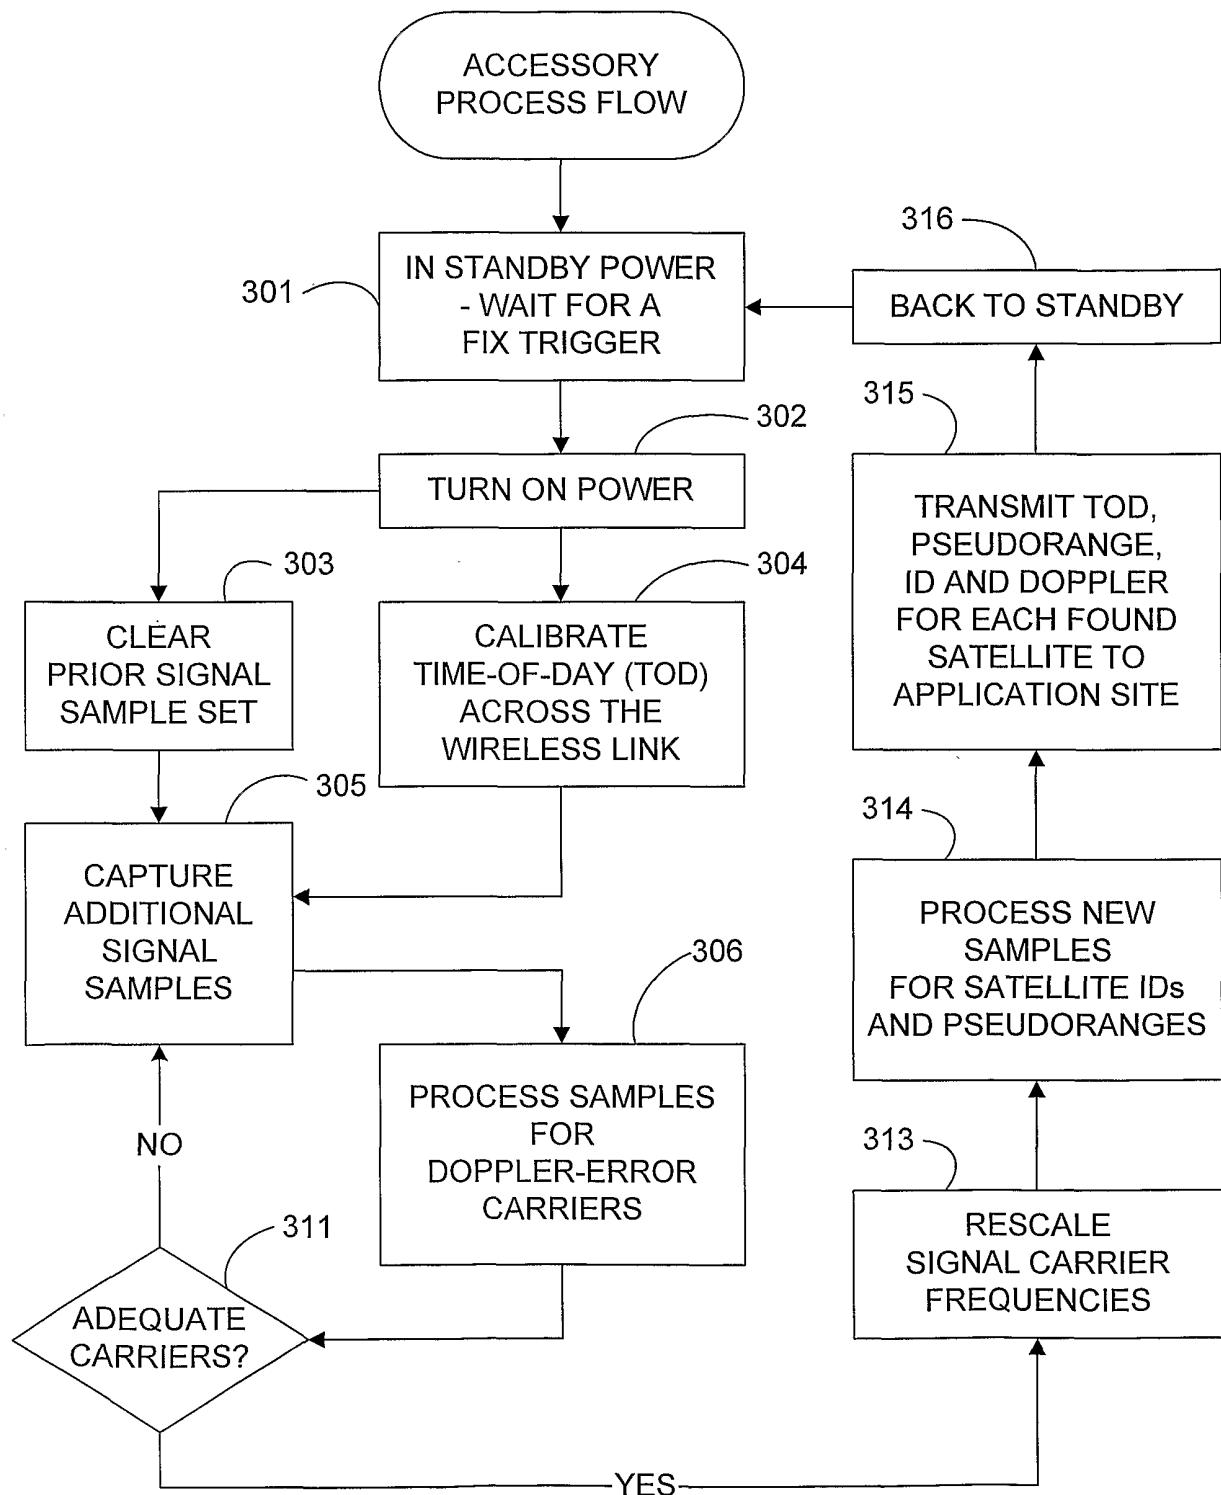 ACCESSORY
PROCESS FLOW
316
301
IN STANDBY POWER
- WAIT FOR A
FIX TRIGGER
BACK TO STANDBY
302
315
TURN ON POWER
303
304
CLEAR
PRIOR SIGNAL
SAMPLE SET
CALIBRATE
TIME-OF-DAY (TOD)
ACROSS THE
WIRELESS LINK
TRANSMIT TOD,
PSEUDORANGE,
ID AND DOPPLER
FOR EACH FOUND
SATELLITE TO
APPLICATION SITE
305
314
CAPTURE
ADDITIONAL
SIGNAL
SAMPLES
306
PROCESS NEW
SAMPLES
FOR SATELLITE IDs
AND PSEUDORANGES
NO
PROCESS SAMPLES
FOR
DOPPLER-ERROR
CARRIERS
313
311
RESCALE
SIGNAL CARRIER
FREQUENCIES
ADEQUATE
CARRIERS?
YES